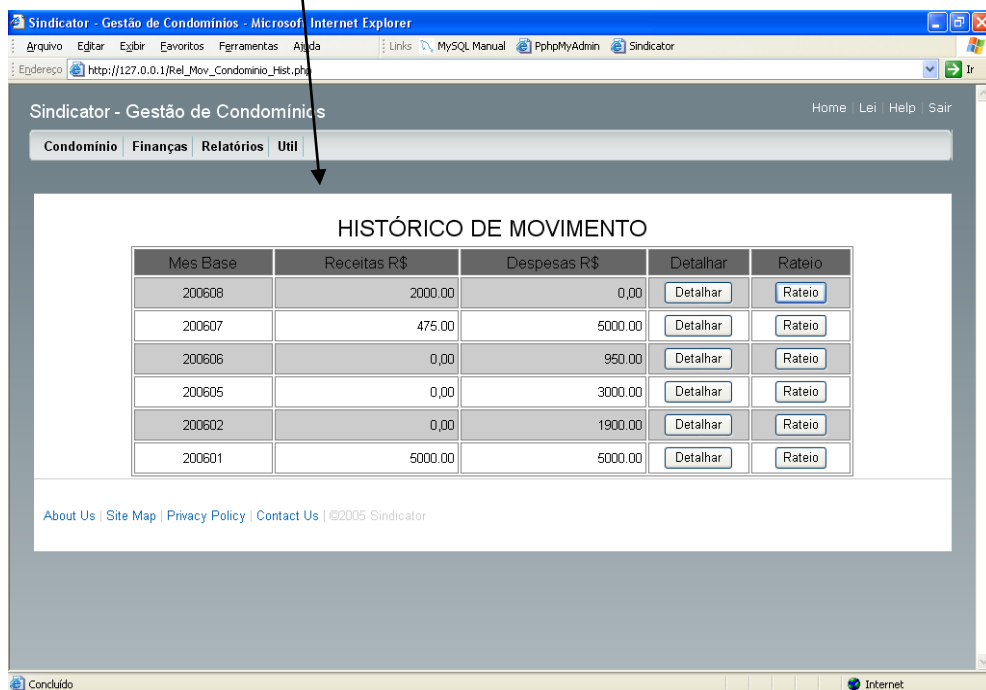 Sindicator - Gestão de Condomínios - Microsoft Internet Explorer
Arquivo Editar Exibir Favoritos Ferramentas Ajuda Links MySQL Manual PphpMyAdmin Sindicator
Endereço http://127.0.0.1/Rel_Mov_Condominio_Hist.php Ir
Sindicator - Gestão de Condomínios Home | Lei | Help | Sair
Condomínio Finanças Relatórios Util
HISTÓRICO DE MOVIMENTO
Mes Base Receitas R$ Despesas R$ Detalhar Rateio
200608 2000.00 0,00 Detalhar Rateio
200607 475.00 5000.00 Detalhar Rateio
200606 0,00 950.00 Detalhar Rateio
200605 0,00 3000.00 Detalhar Rateio
200602 0,00 1900.00 Detalhar Rateio
200601 5000.00 5000.00 Detalhar Rateio
About Us | Site Map | Privacy Policy | Contact Us | ©2005 Sindicator
Concluído Internet